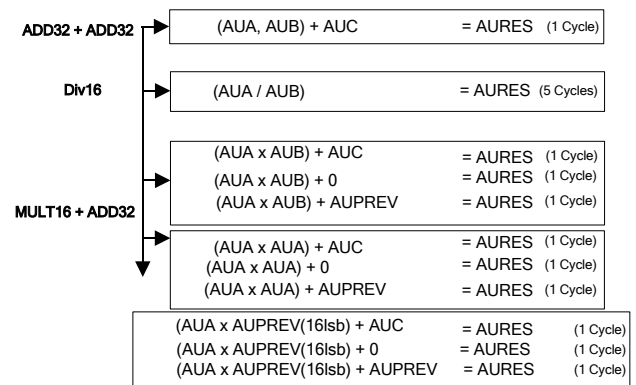 ADD32 + ADD32
(AUA, AUB) + AUC = AURES (1 Cycle)
Div16
(AUA / AUB) = AURES (5 Cycles)
MULT16 + ADD32
(AUA x AUB) + AUC = AURES (1 Cycle)
(AUA x AUB) + 0 = AURES (1 Cycle)
(AUA x AUB) + AUPREV = AURES (1 Cycle)
(AUA x AUA) + AUC = AURES (1 Cycle)
(AUA x AUA) + 0 = AURES (1 Cycle)
(AUA x AUA) + AUPREV = AURES (1 Cycle)
(AUA x AUPREV(16lsb) + AUC = AURES (1 Cycle)
(AUA x AUPREV(16lsb) + 0 = AURES (1 Cycle)
(AUA x AUPREV(16lsb) + AUPREV = AURES (1 Cycle)